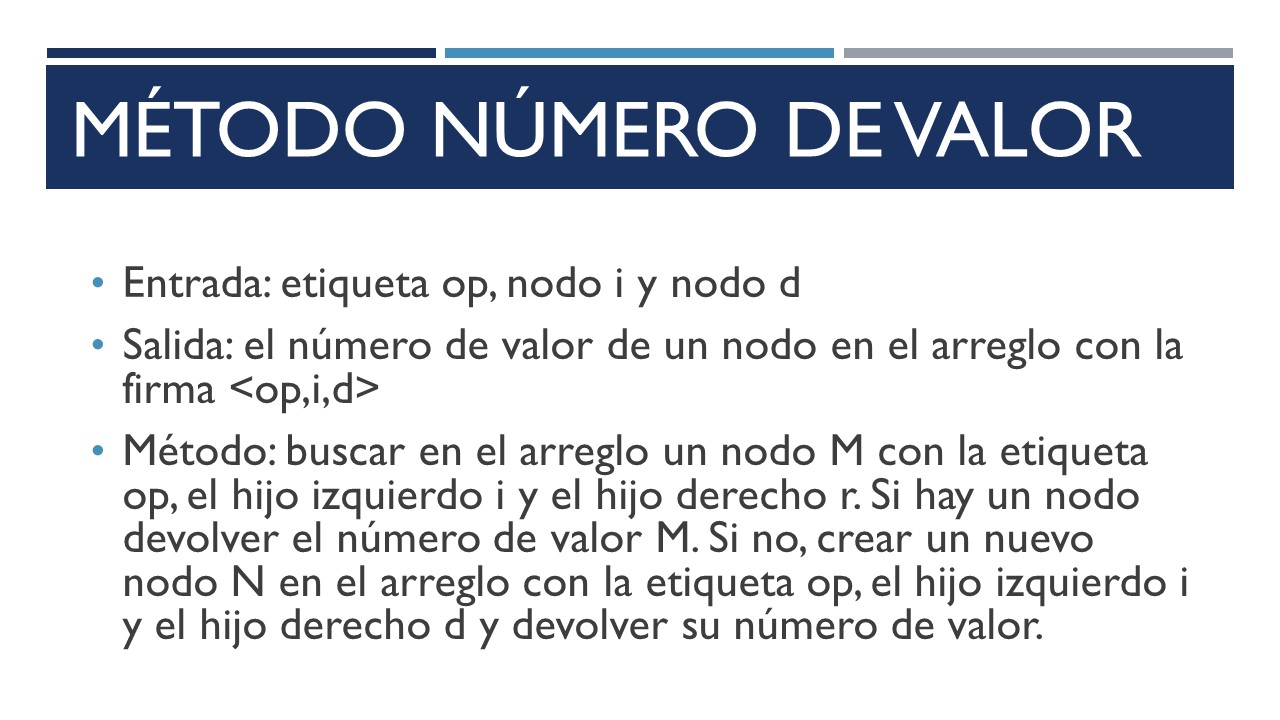 MÉTODO NÚMERO DE VALOR
• Entrada: etiqueta op, nodo i y nodo d
• Salida: el número de valor de un nodo en el arreglo con la
firma <op,i,d>
• Método: buscar en el arreglo un nodo M con la etiqueta
op, el hijo izquierdo i y el hijo derecho r. Si hay un nodo
devolver el número de valor M. Si no, crear un nuevo
nodo N en el arreglo con la etiqueta op, el hijo izquierdo i
y el hijo derecho d y devolver su número de valor.